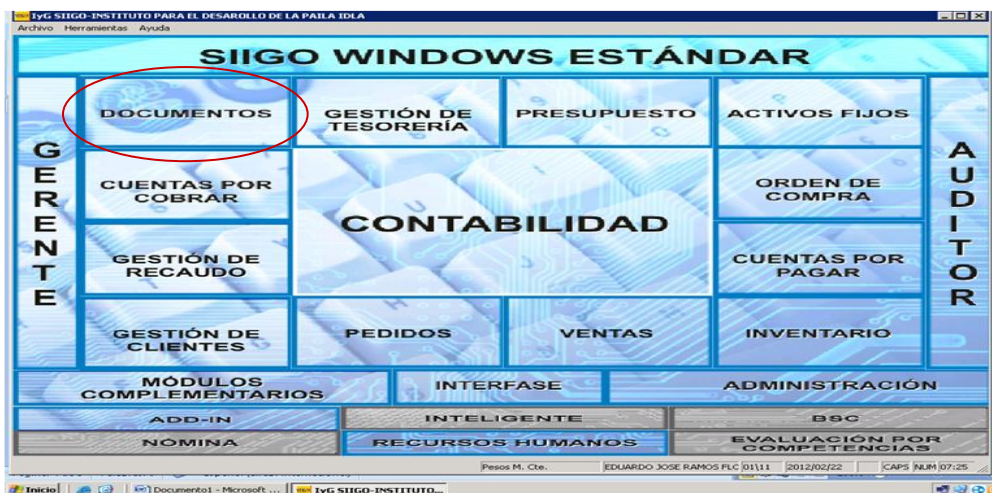 IyG SIIGO-INSTITUTO PARA EL DESAROLLO DE LA PAILA IDLA
Archivo Herramientas Ayuda
SIIGO WINDOWS ESTÁNDAR
GERENTE
DOCUMENTOS
GESTIÓN DE
TESORERÍA
PRESUPUESTO
ACTIVOS FIJOS
AUDITOR
CUENTAS POR
COBRAR
CONTABILIDAD
ORDEN DE
COMPRA
GESTIÓN DE
RECAUDO
CUENTAS POR
PAGAR
GESTIÓN DE
CLIENTES
PEDIDOS
VENTAS
INVENTARIO
MÓDULOS
COMPLEMENTARIOS
INTERFASE
ADMINISTRACIÓN
ADD-IN
INTELIGENTE
BSC
NOMINA
RECURSOS HUMANOS
EVALUACIÓN POR
COMPETENCIAS
Pesos M. Cte. EDUARDO JOSE RAMOS FLC 01\11 2012/02/22 CAPS NUM 07:25
Inicio Documento1 - Microsoft ... IyG SIIGO-INSTITUTO...